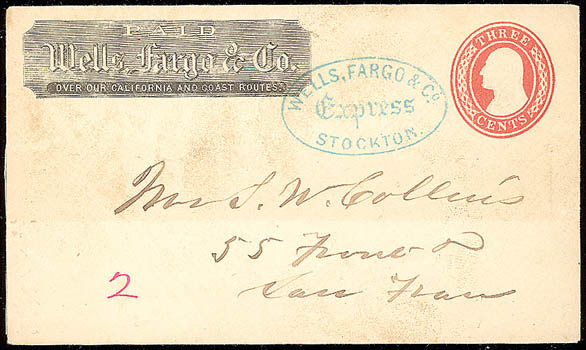 PAID
Wells, Fargo & Co.
OVER OUR CALIFORNIA AND COAST ROUTES.
WELLS, FARGO & Co
Express
STOCKTON.
THREE
CENTS
Mr S. W. Collins
55 Front St
San Fran
2